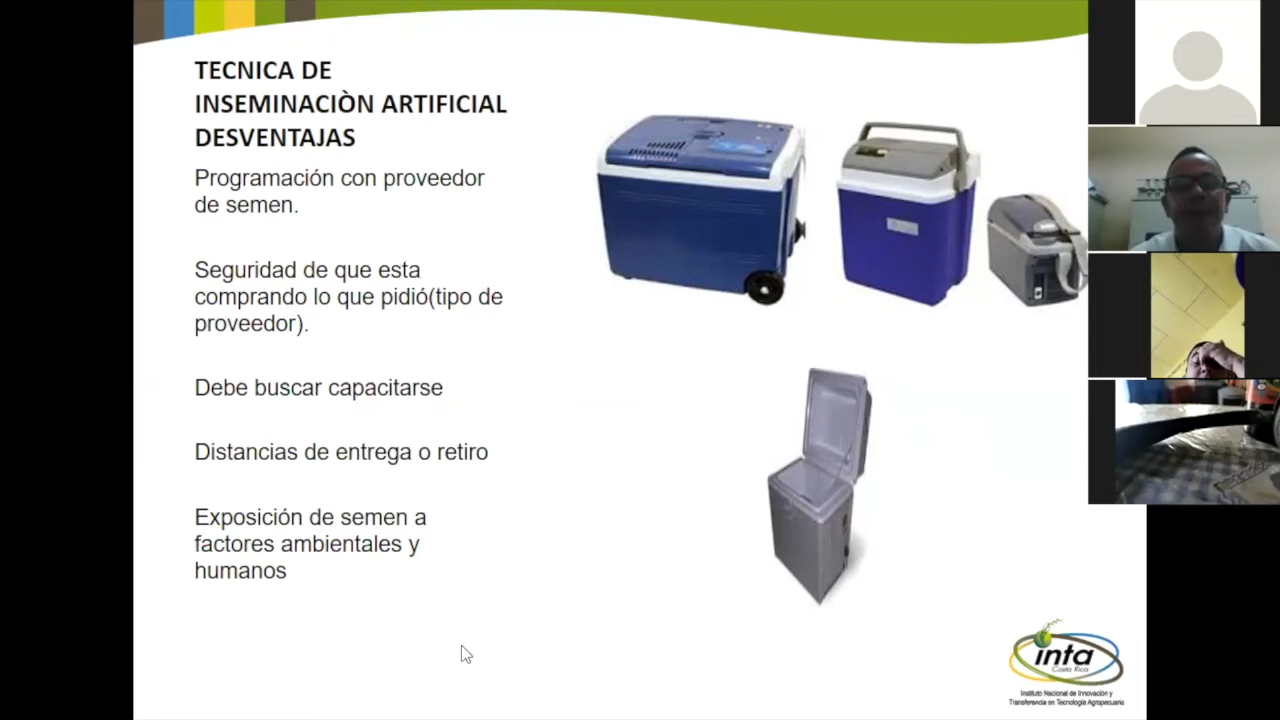 TECNICA DE
INSEMINACIÒN ARTIFICIAL
DESVENTAJAS
Programación con proveedor
de semen.
Seguridad de que esta
comprando lo que pidió(tipo de
proveedor).
Debe buscar capacitarse
Distancias de entrega o retiro
Exposición de semen a
factores ambientales y
humanos
inta
Costa Rica
Instituto Nacional de Innovación y
Transferencia en Tecnología Agropecuaria